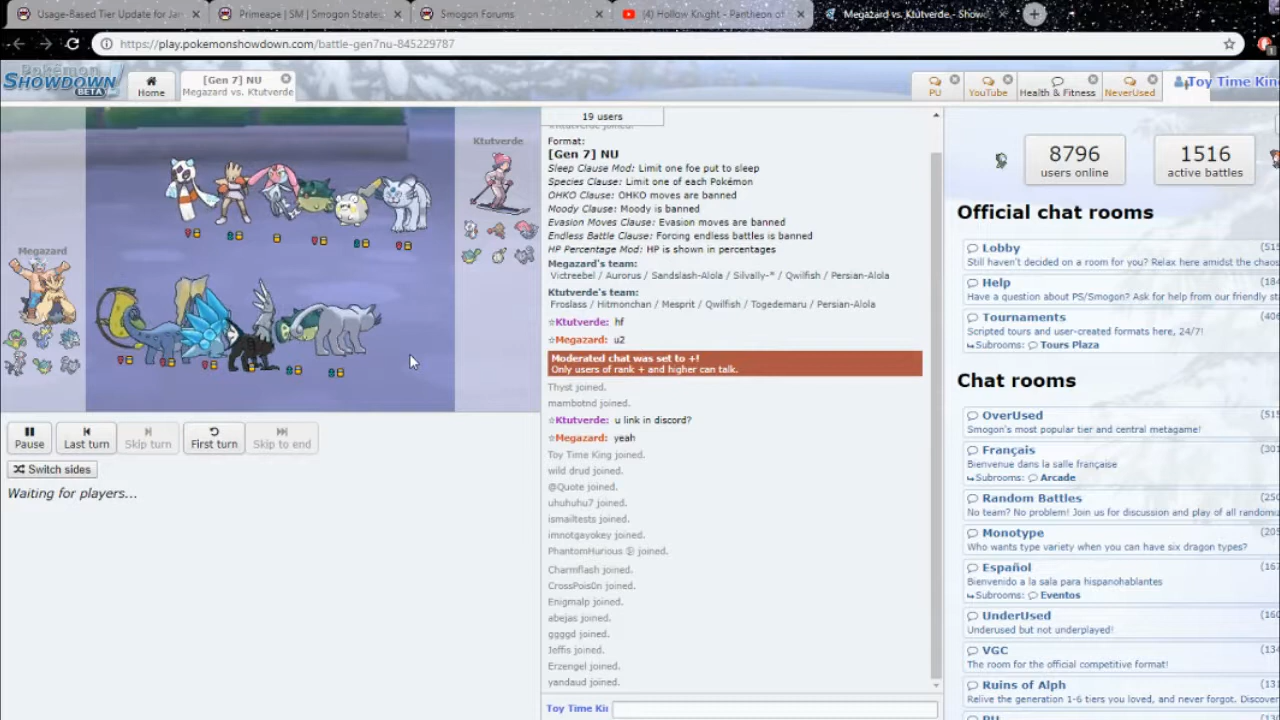 Usage-Based Tier Update for Jan
Primeape | SM | Smogon Strate
Smogon Forums
(4) Hollow Knight - Pantheon of
Megazard vs. Ktutverde - Showd
https://play.pokemonshowdown.com/battle-gen7nu-845229787
Pokémon
SHOWDOWN
BETA
Home
[Gen 7] NU
Megazard vs. Ktutverde
PU
YouTube
Health & Fitness
NeverUsed
Toy Time Kin
Megazard
Ktutverde
Pause
Last turn
Skip turn
First turn
Skip to end
Switch sides
Waiting for players...
19 users
Format:
[Gen 7] NU
Sleep Clause Mod: Limit one foe put to sleep
Species Clause: Limit one of each Pokémon
OHKO Clause: OHKO moves are banned
Moody Clause: Moody is banned
Evasion Moves Clause: Evasion moves are banned
Endless Battle Clause: Forcing endless battles is banned
HP Percentage Mod: HP is shown in percentages
Megazard's team:
Victreebel / Aurorus / Sandslash-Alola / Silvally-* / Qwilfish / Persian-Alola
Ktutverde's team:
Froslass / Hitmonchan / Mesprit / Qwilfish / Togedemaru / Persian-Alola
☆Ktutverde: hf
☆Megazard: u2
Moderated chat was set to +!
Only users of rank + and higher can talk.
Thyst joined.
mambotnd joined.
☆Ktutverde: u link in discord?
☆Megazard: yeah
Toy Time King joined.
wild drud joined.
@Quote joined.
uhuhuhu7 joined.
ismailtests joined.
imnotgayokey joined.
PhantomHurious Ⓢ joined.
Charmflash joined.
CrossPois0n joined.
Enigmalp joined.
abejas joined.
ggggd joined.
Jeffis joined.
Erzengel joined.
yandaud joined.
Toy Time Kin
8796
users online
1516
active battles
Official chat rooms
Lobby
Still haven't decided on a room for you? Relax here amidst the chaos
Help
Have a question about PS/Smogon? Ask for help from our friendly st
Tournaments
Scripted tours and user-created formats here, 24/7!
Subrooms: Tours Plaza
Chat rooms
OverUsed
Smogon's most popular tier and central metagame!
Français
Bienvenue dans la salle française
Subrooms: Arcade
Random Battles
No team? No problem! Join us for discussion and play of all randomi
Monotype
Who wants type variety when you can have six dragon types?
Español
Bienvenido a la sala para hispanohablantes
Subrooms: Eventos
UnderUsed
Underused but not underplayed!
VGC
The room for the official competitive format!
Ruins of Alph
Relive the generation 1-6 tiers you loved, and never forgot. Discover